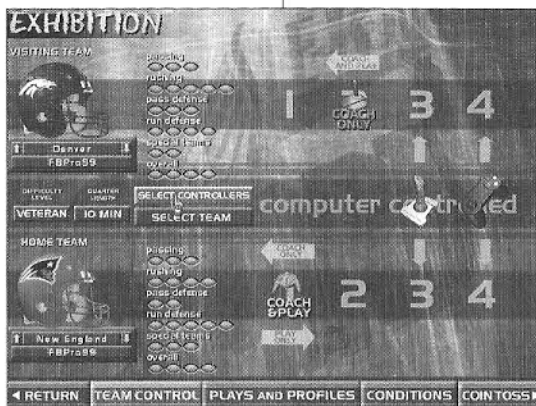 EXHIBITION
VISITING TEAM
passing
rushing
pass defense
run defense
special teams
overall
COACH AND PLAY
1
COACH ONLY
3
4
Denver
FBPro99
DIFFICULTY LEVEL
QUARTER LENGTH
VETERAN
10 MIN
SELECT CONTROLLERS
SELECT TEAM
computer controlled
HOME TEAM
passing
rushing
pass defense
run defense
special teams
overall
COACH ONLY
COACH & PLAY
2
3
4
PLAY ONLY
New England
FBPro99
RETURN
TEAM CONTROL
PLAYS AND PROFILES
CONDITIONS
COIN TOSS